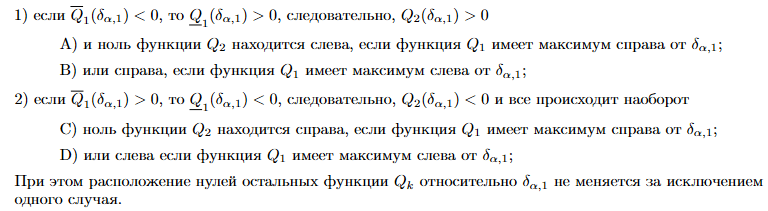 1) если Q̅₁(δ_{α,1}) < 0, то Q̲₁(δ_{α,1}) > 0, следовательно, Q₂(δ_{α,1}) > 0
A) и ноль функции Q₂ находится слева, если функция Q₁ имеет максимум справа от δ_{α,1};
B) или справа, если функция Q₁ имеет максимум слева от δ_{α,1};
2) если Q̅₁(δ_{α,1}) > 0, то Q̲₁(δ_{α,1}) < 0, следовательно, Q₂(δ_{α,1}) < 0 и все происходит наоборот
C) ноль функции Q₂ находится справа, если функция Q₁ имеет максимум справа от δ_{α,1};
D) или слева если функция Q₁ имеет максимум слева от δ_{α,1};
При этом расположение нулей остальных функции Q_k относительно δ_{α,1} не меняется за исключением
одного случая.